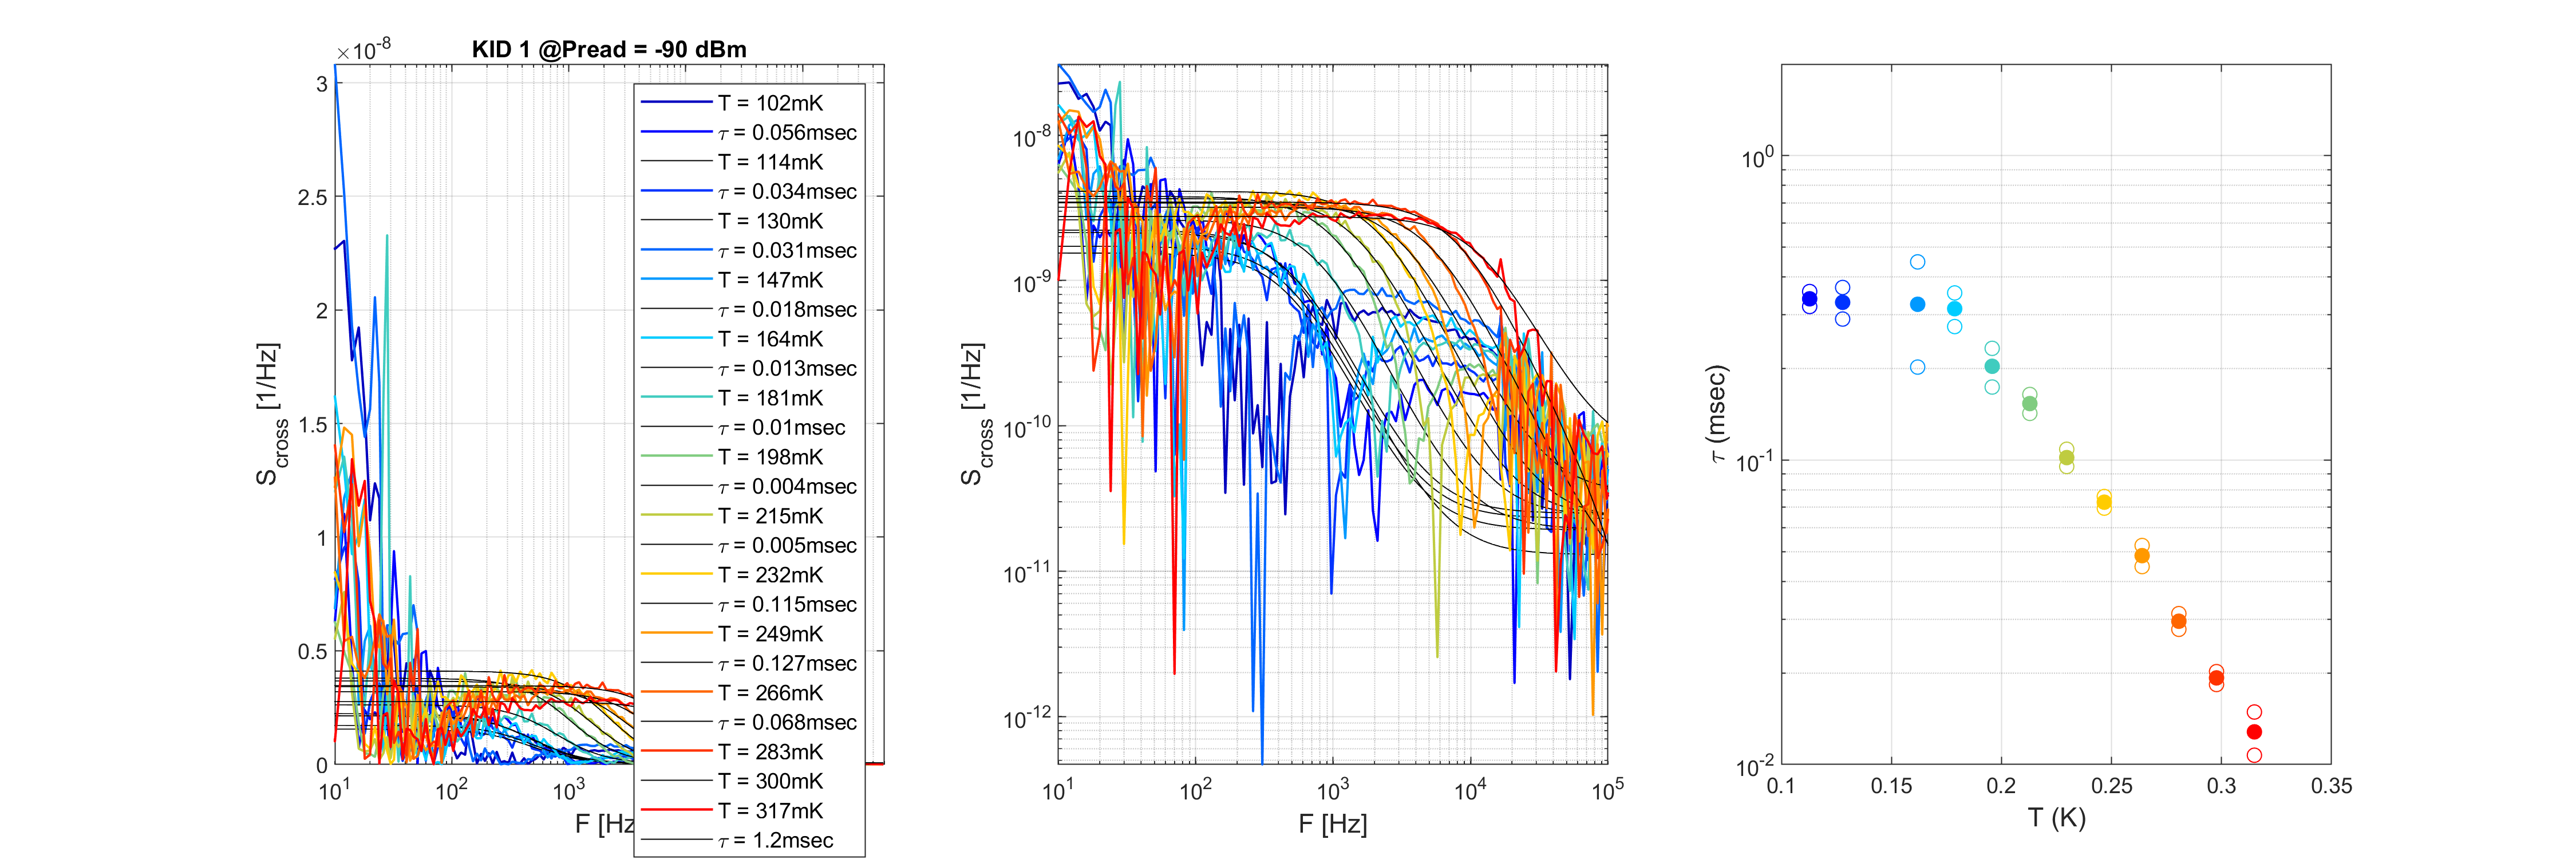 KID 1 @Pread = -90 dBm
×10⁻⁸
3
2.5
2
1.5
1
0.5
0
10¹ 10² 10³
S_cross [1/Hz]
F [Hz
T = 102mK
τ = 0.056msec
T = 114mK
τ = 0.034msec
T = 130mK
τ = 0.031msec
T = 147mK
τ = 0.018msec
T = 164mK
τ = 0.013msec
T = 181mK
τ = 0.01msec
T = 198mK
τ = 0.004msec
T = 215mK
τ = 0.005msec
T = 232mK
τ = 0.115msec
T = 249mK
τ = 0.127msec
T = 266mK
τ = 0.068msec
T = 283mK
T = 300mK
T = 317mK
τ = 1.2msec
10⁻⁸
10⁻⁹
10⁻¹⁰
10⁻¹¹
10⁻¹²
10¹ 10² 10³ 10⁴ 10⁵
S_cross [1/Hz]
F [Hz]
10⁰
10⁻¹
10⁻²
0.1 0.15 0.2 0.25 0.3 0.35
τ (msec)
T (K)